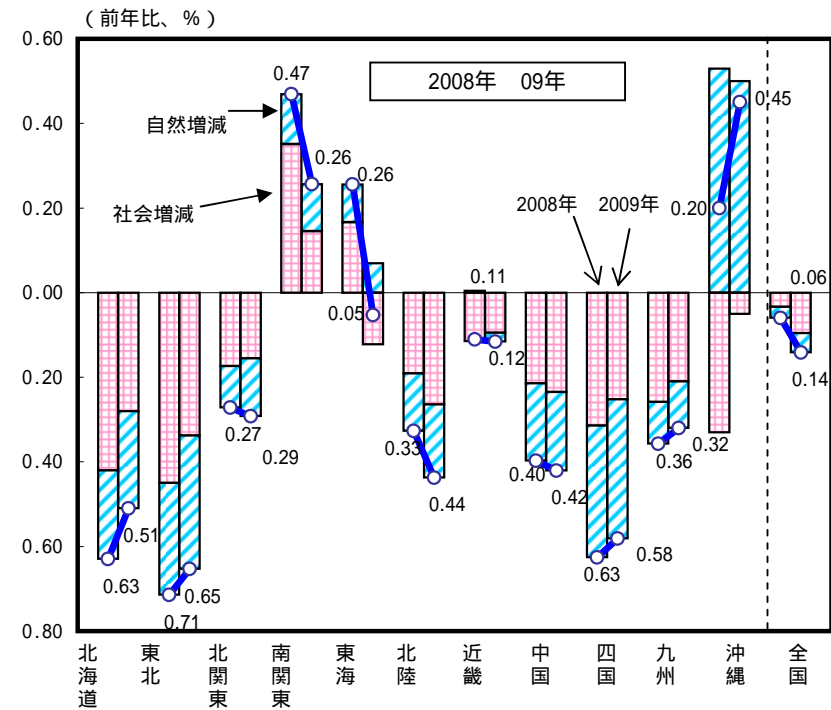 （前年比、％）
0.60
0.40
0.20
0.00
0.20
0.40
0.60
0.80
2008年　09年
自然増減
社会増減
2008年
2009年
0.63
0.51
0.71
0.65
0.27
0.29
0.47
0.26
0.26
0.05
0.33
0.44
0.11
0.12
0.40
0.42
0.63
0.58
0.36
0.32
0.20
0.45
0.06
0.14
北海道
東北
北関東
南関東
東海
北陸
近畿
中国
四国
九州
沖縄
全国